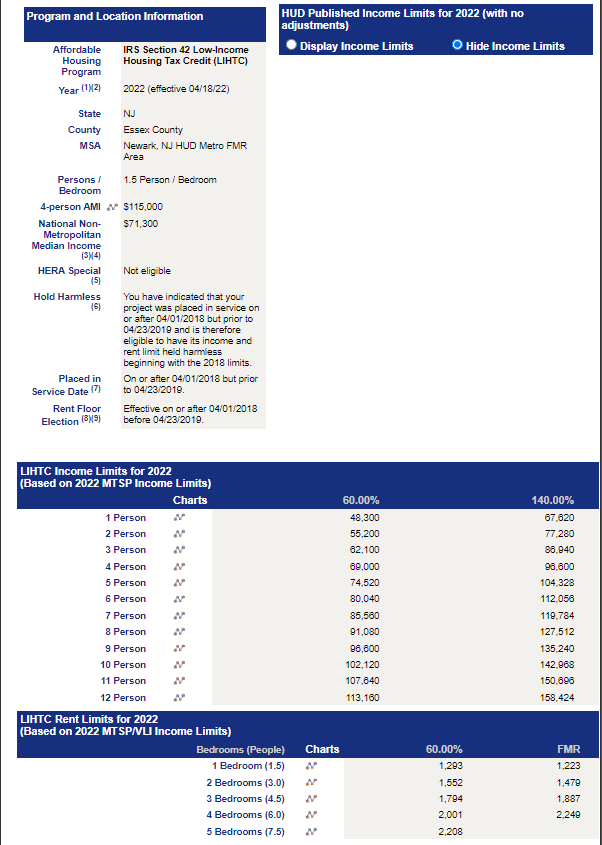 Program and Location Information
Affordable Housing Program IRS Section 42 Low-Income Housing Tax Credit (LIHTC)
Year (1)(2) 2022 (effective 04/18/22)
State NJ
County Essex County
MSA Newark, NJ HUD Metro FMR Area
Persons / Bedroom 1.5 Person / Bedroom
4-person AMI $115,000
National Non-Metropolitan Median Income (3)(4) $71,300
HERA Special (5) Not eligible
Hold Harmless (6) You have indicated that your project was placed in service on or after 04/01/2018 but prior to 04/23/2019 and is therefore eligible to have its income and rent limit held harmless beginning with the 2018 limits.
Placed in Service Date (7) On or after 04/01/2018 but prior to 04/23/2019.
Rent Floor Election (8)(9) Effective on or after 04/01/2018 before 04/23/2019.
HUD Published Income Limits for 2022 (with no adjustments)
Display Income Limits Hide Income Limits
LIHTC Income Limits for 2022
(Based on 2022 MTSP Income Limits)
Charts 60.00% 140.00%
1 Person 48,300 67,620
2 Person 55,200 77,280
3 Person 62,100 86,940
4 Person 69,000 96,600
5 Person 74,520 104,328
6 Person 80,040 112,056
7 Person 85,560 119,784
8 Person 91,080 127,512
9 Person 96,600 135,240
10 Person 102,120 142,968
11 Person 107,640 150,696
12 Person 113,160 158,424
LIHTC Rent Limits for 2022
(Based on 2022 MTSP/VLI Income Limits)
Bedrooms (People) Charts 60.00% FMR
1 Bedroom (1.5) 1,293 1,223
2 Bedrooms (3.0) 1,552 1,479
3 Bedrooms (4.5) 1,794 1,887
4 Bedrooms (6.0) 2,001 2,249
5 Bedrooms (7.5) 2,208